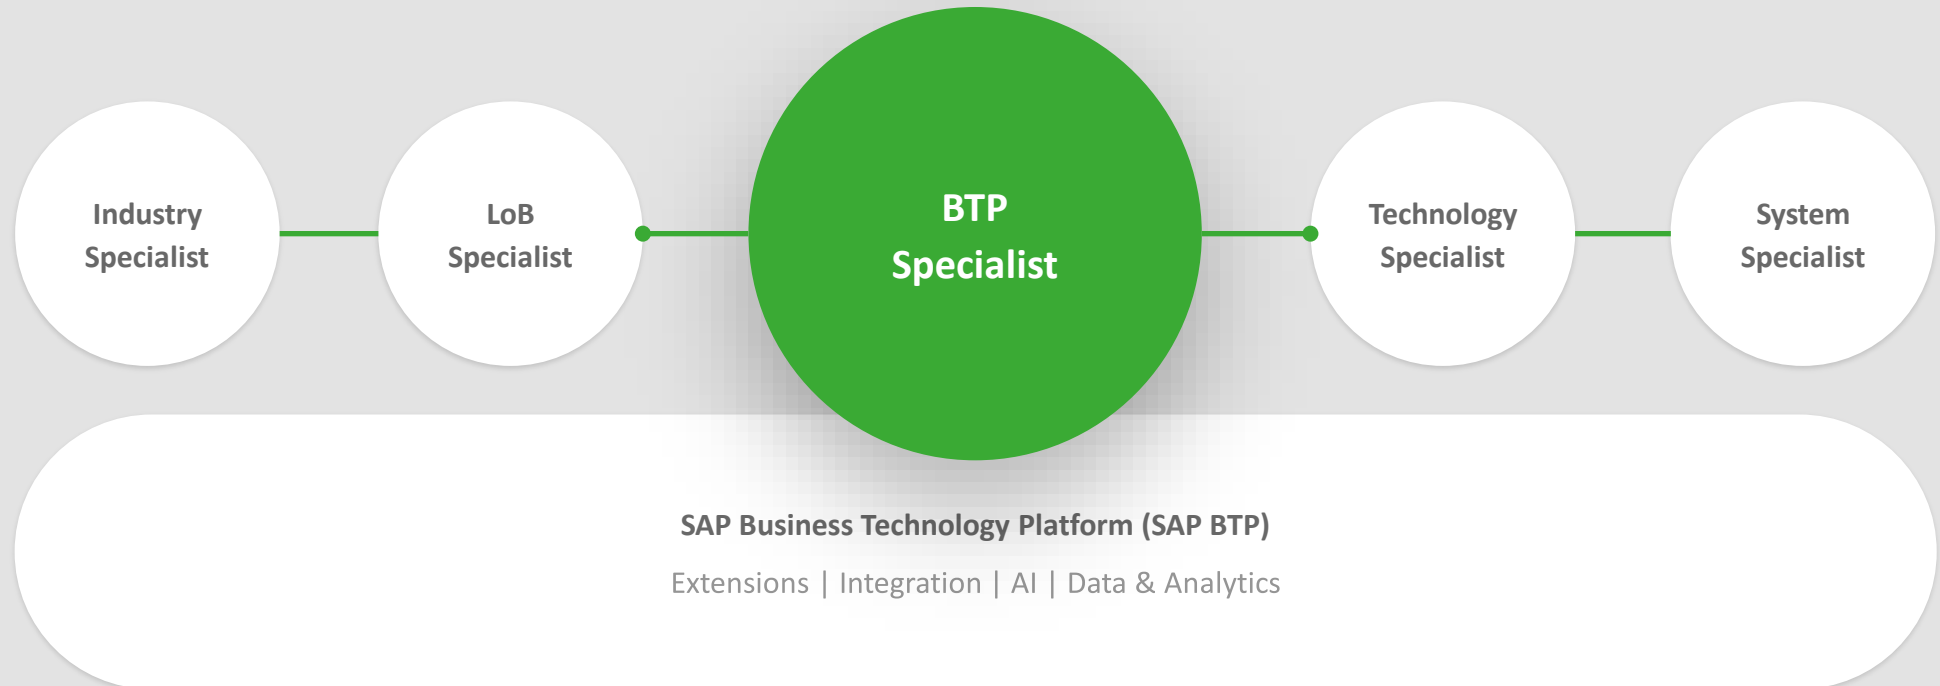 Industry
Specialist
LoB
Specialist
BTP
Specialist
Technology
Specialist
System
Specialist
SAP Business Technology Platform (SAP BTP)
Extensions | Integration | AI | Data & Analytics